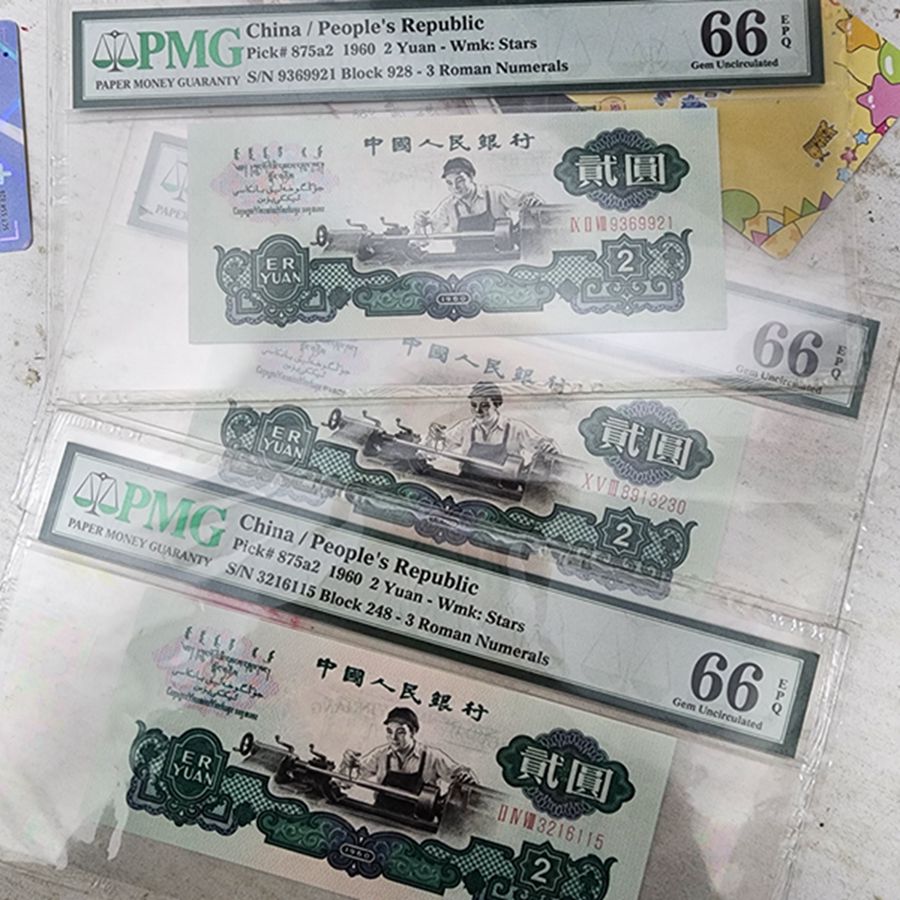 PMG
PAPER MONEY GUARANTY
China / People's Republic
Pick# 875a2 1960 2 Yuan - Wmk: Stars
S/N 9369921 Block 928 - 3 Roman Numerals
66
EPQ
Gem Uncirculated
中國人民銀行
貳圓
IX II VIII 9369921
ER
YUAN
2
1960
66
EPQ
Gem Uncirculated
中國人民銀行
貳圓
ER
YUAN
XVIII 8913230
2
PMG
PAPER MONEY GUARANTY
China / People's Republic
Pick# 875a2 1960 2 Yuan - Wmk: Stars
S/N 3216115 Block 248 - 3 Roman Numerals
66
EPQ
Gem Uncirculated
中國人民銀行
貳圓
ER
YUAN
II IV VIII 3216115
1960
2